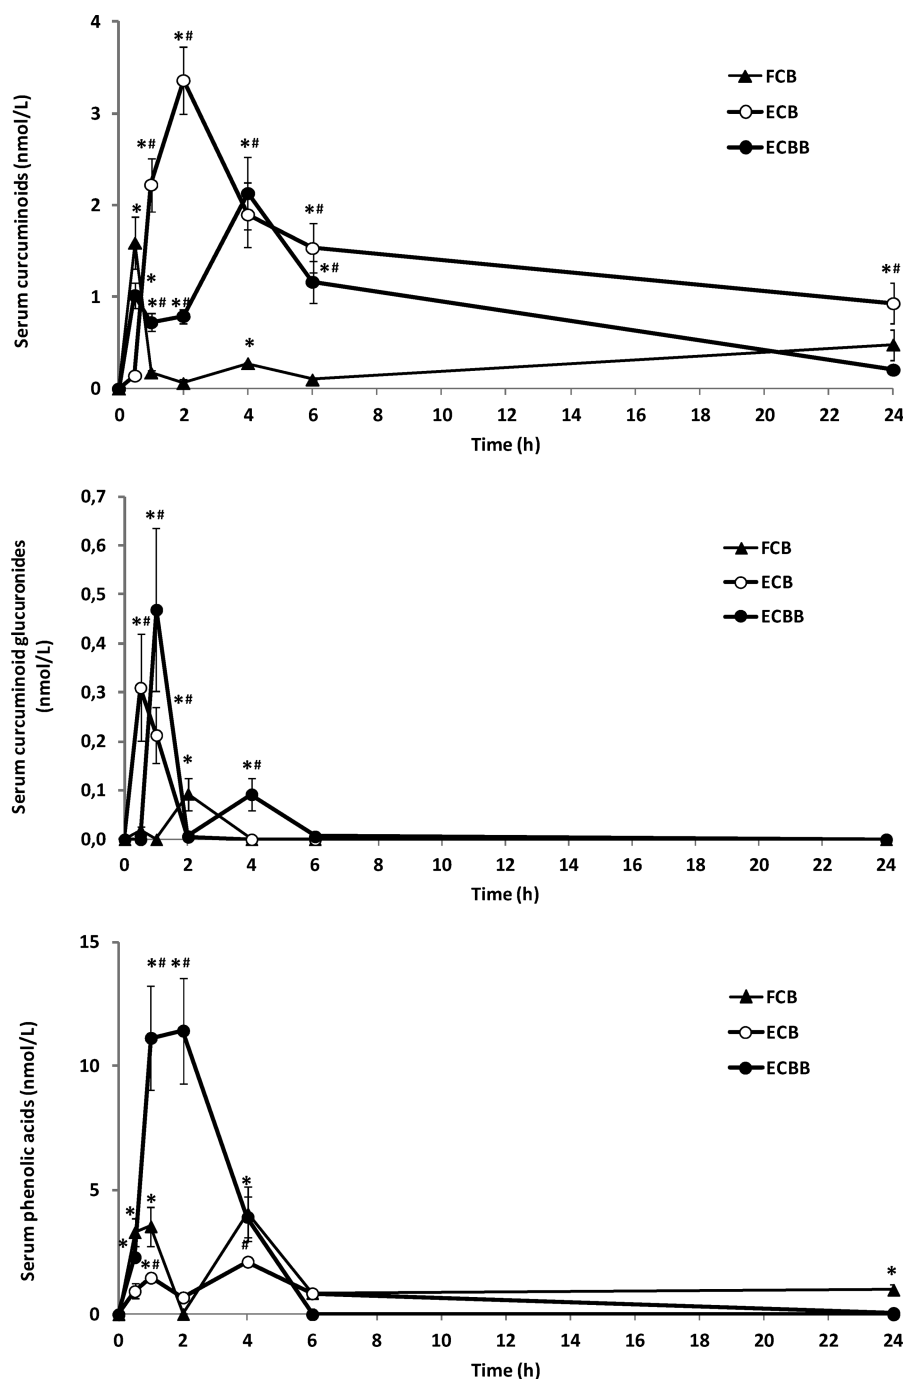 4
3
2
1
0
Serum curcuminoids (nmol/L)
*#
*#
*
*
*# *#
*#
*
*#
*#
*#
FCB
ECB
ECBB
0 2 4 6 8 10 12 14 16 18 20 22 24
Time (h)
0,7
0,6
0,5
0,4
0,3
0,2
0,1
0,0
Serum curcuminoid glucuronides
(nmol/L)
*#
*#
*#
*
*#
FCB
ECB
ECBB
0 2 4 6 8 10 12 14 16 18 20 22 24
Time (h)
15
10
5
0
Serum phenolic acids (nmol/L)
*# *#
*
*
*
*#
*
#
*
FCB
ECB
ECBB
0 2 4 6 8 10 12 14 16 18 20 22 24
Time (h)